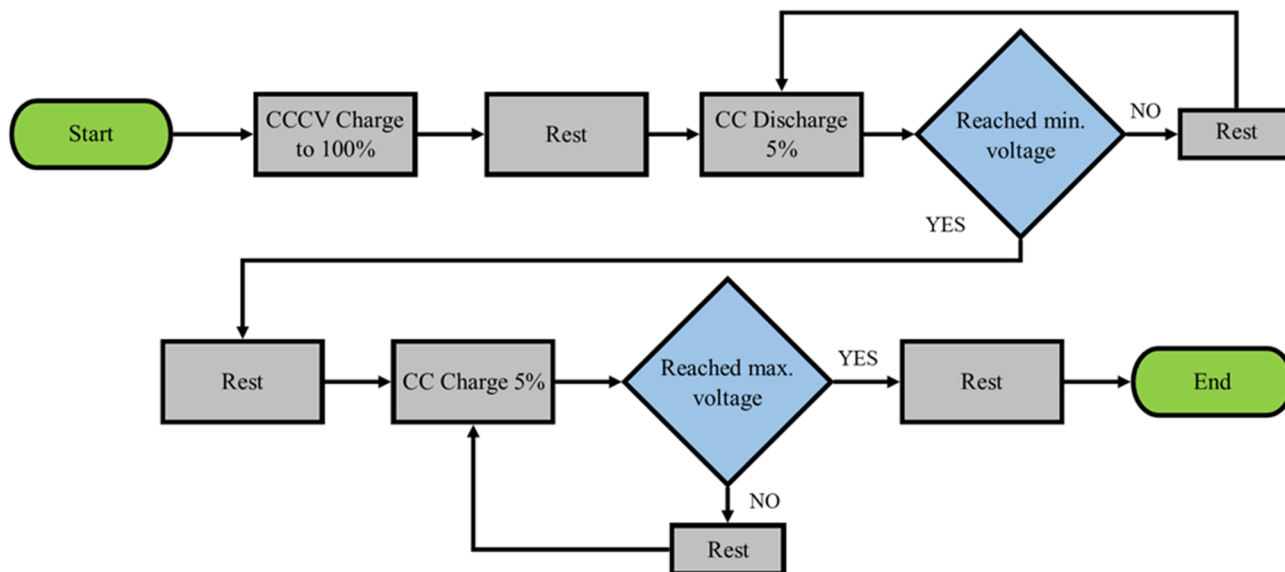 Start
CCCV Charge
to 100%
Rest
CC Discharge
5%
Reached min.
voltage
NO
Rest
YES
Rest
CC Charge 5%
Reached max.
voltage
YES
Rest
End
NO
Rest